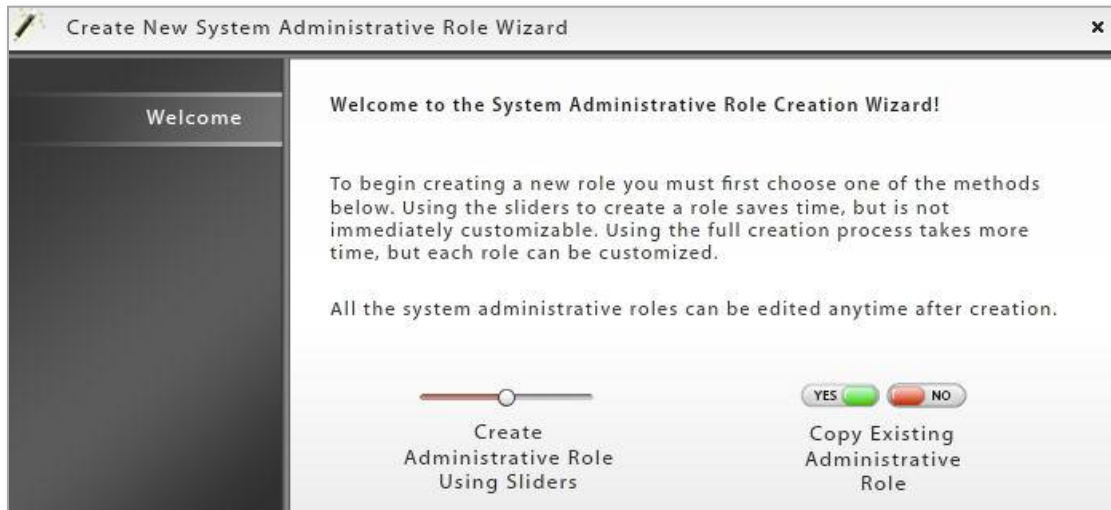 Create New System Administrative Role Wizard
Welcome
Welcome to the System Administrative Role Creation Wizard!
To begin creating a new role you must first choose one of the methods
below. Using the sliders to create a role saves time, but is not
immediately customizable. Using the full creation process takes more
time, but each role can be customized.
All the system administrative roles can be edited anytime after creation.
YES NO
Create
Administrative Role
Using Sliders
Copy Existing
Administrative
Role